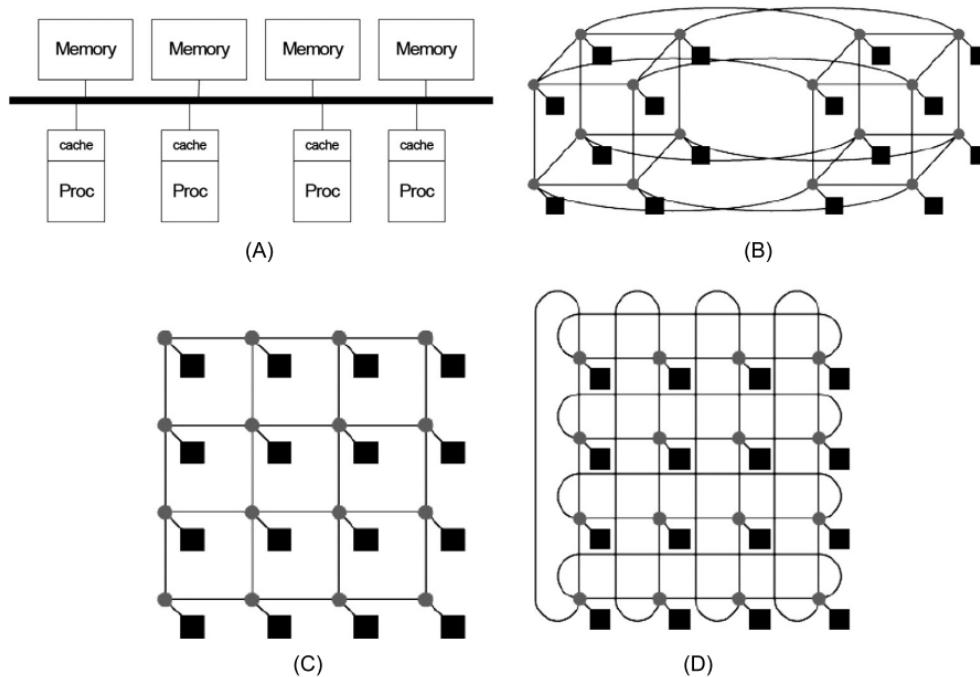 Memory Memory Memory Memory
cache cache cache cache
Proc Proc Proc Proc
(A) (B)
(C) (D)